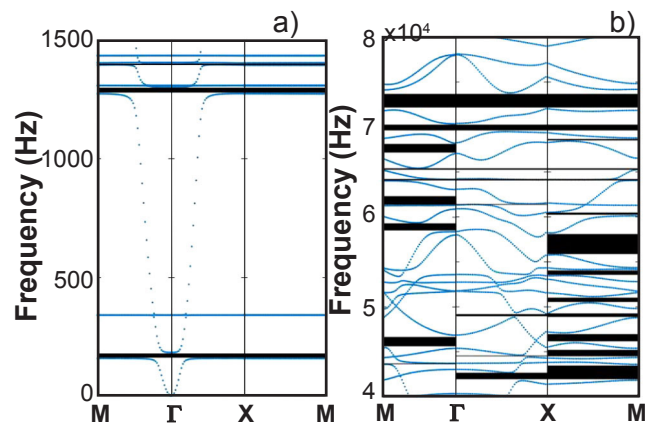 a)
1500
1000
500
0
Frequency (Hz)
M Γ X M
b)
x10⁴
8
7
6
5
4
Frequency (Hz)
M Γ X M